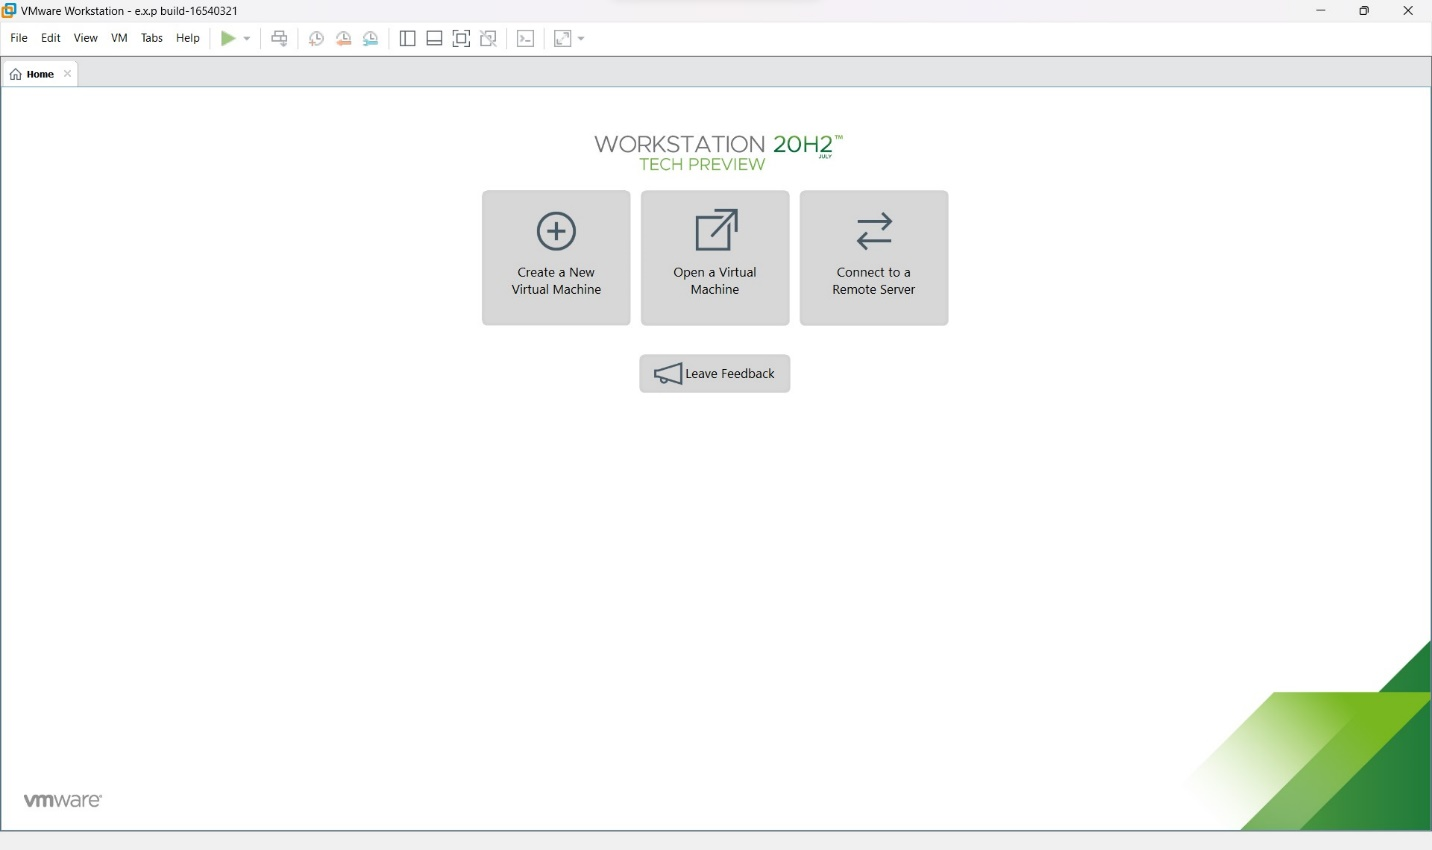 VMware Workstation - e.x.p build-16540321
File Edit View VM Tabs Help
Home
WORKSTATION 20H2™
JULY
TECH PREVIEW
Create a New
Virtual Machine
Open a Virtual
Machine
Connect to a
Remote Server
Leave Feedback
vmware®